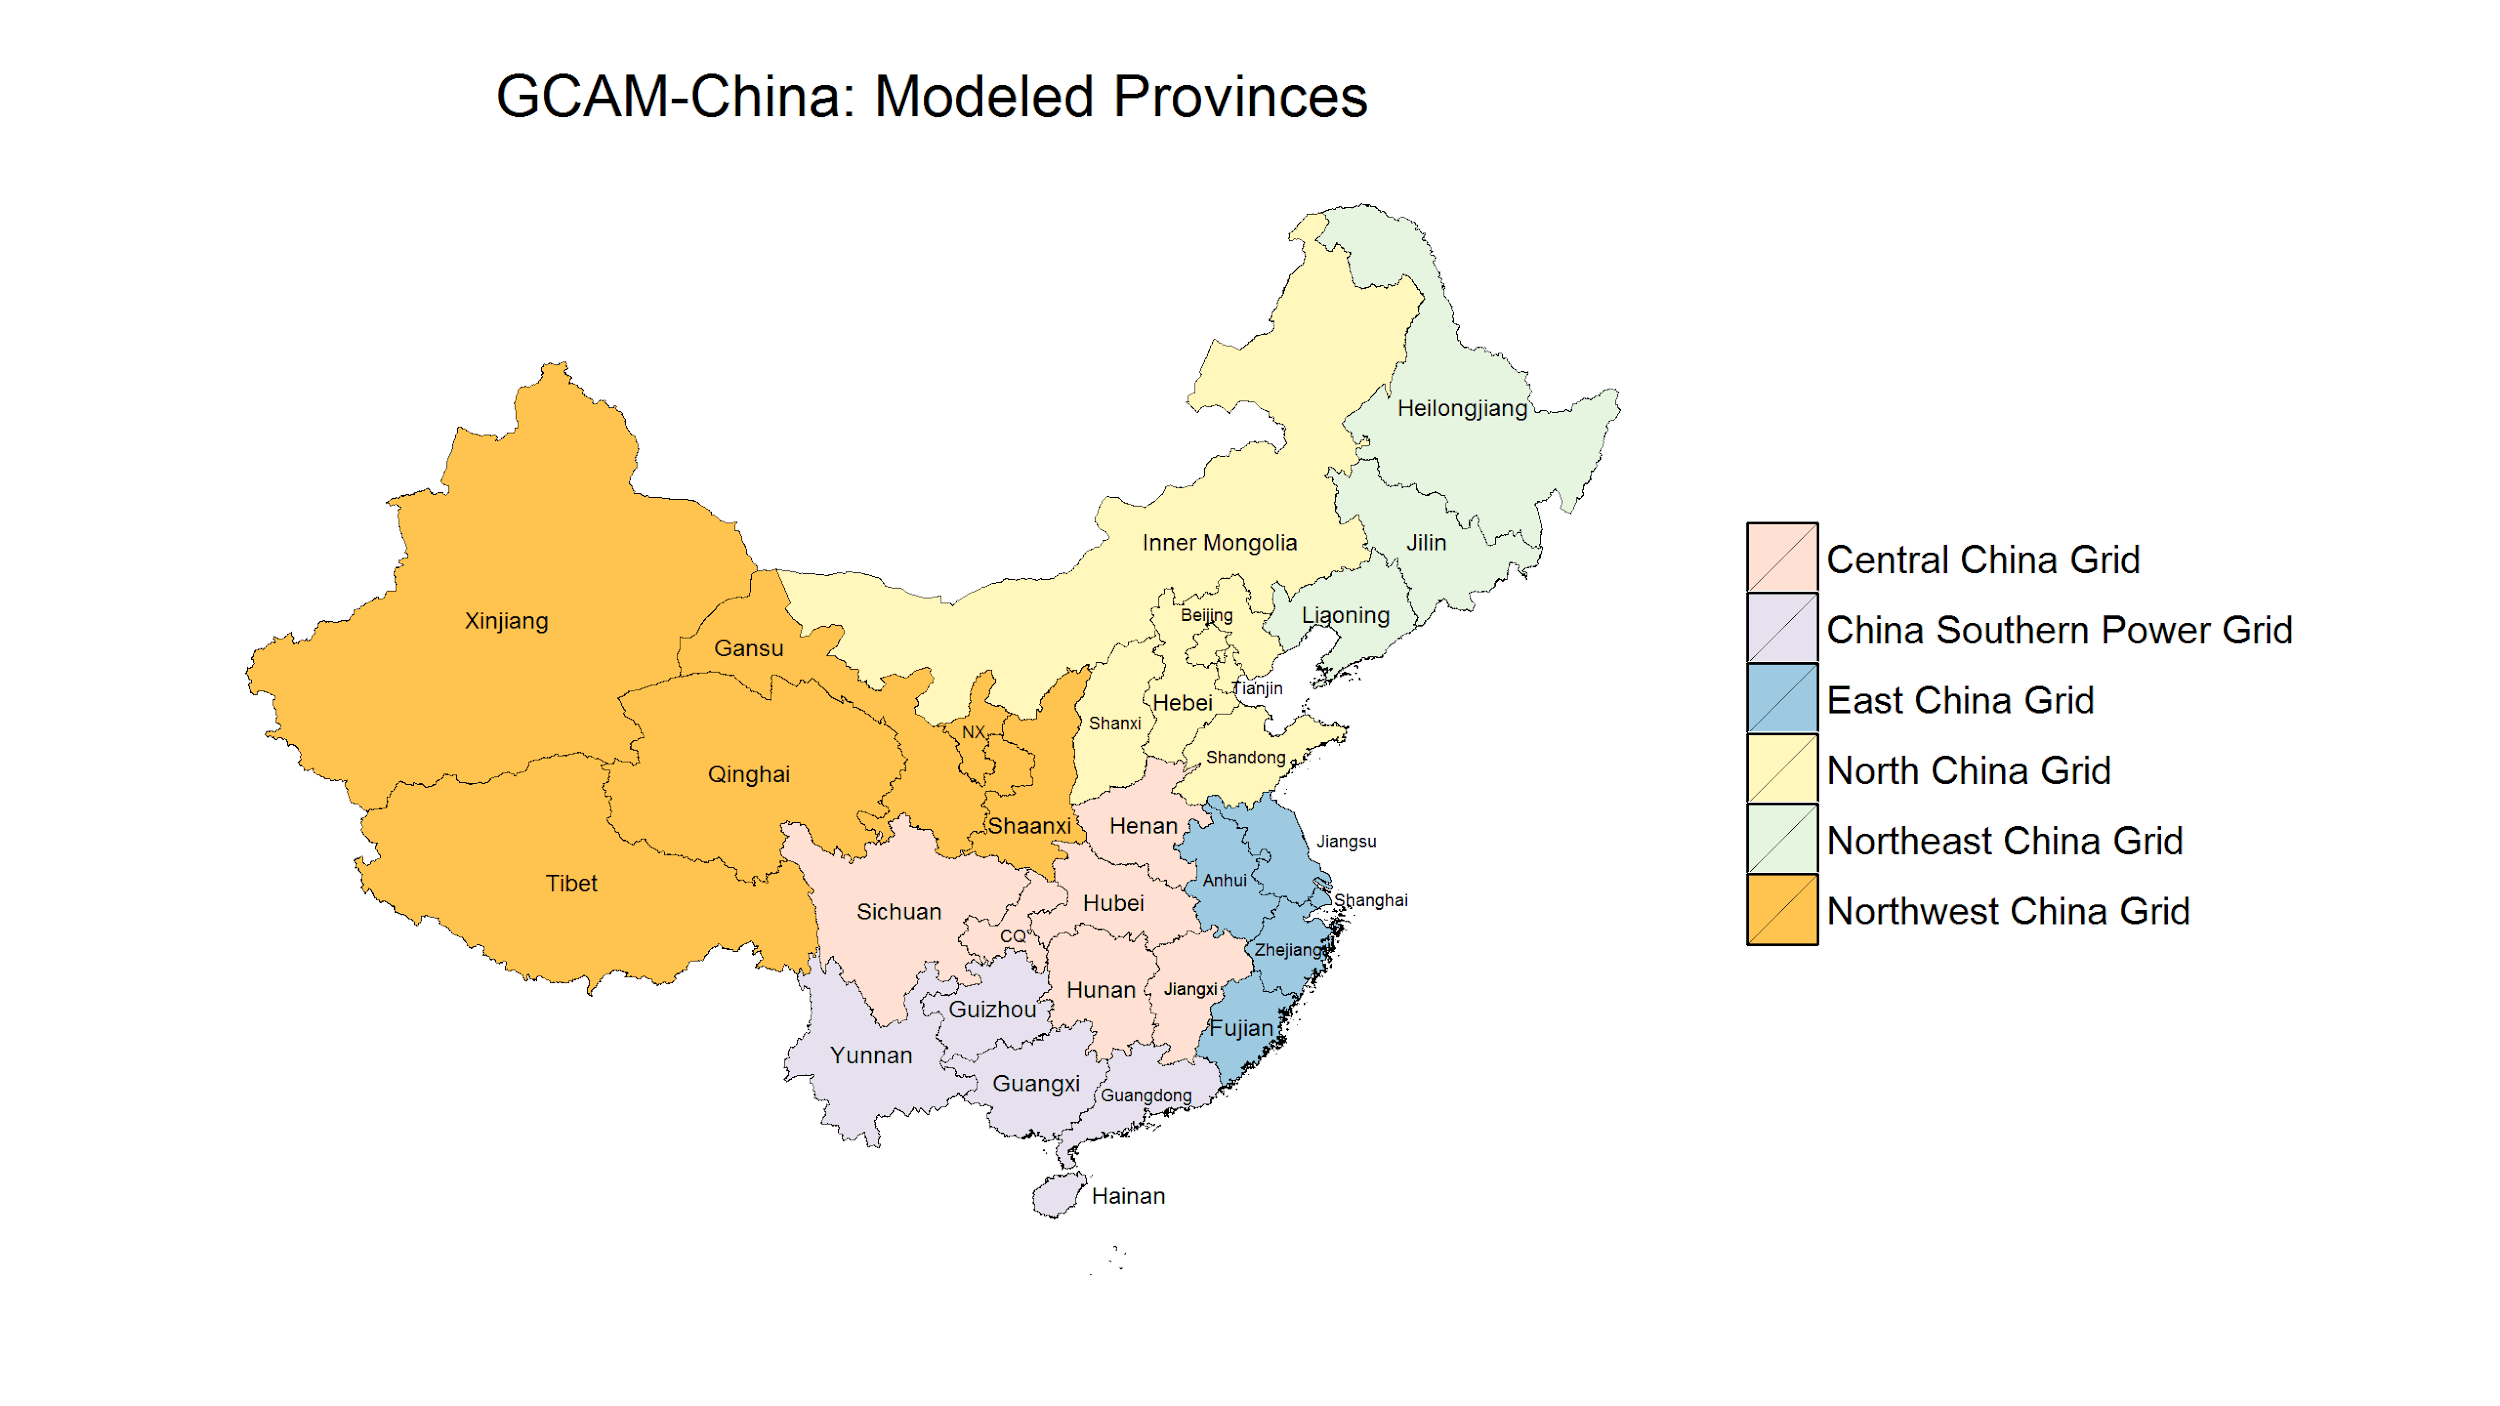 GCAM-China: Modeled Provinces
Heilongjiang
Inner Mongolia
Jilin
Xinjiang
Beijing
Liaoning
Gansu
Tianjin
Hebei
Shanxi
NX
Shandong
Qinghai
Shaanxi
Henan
Jiangsu
Tibet
Anhui
Sichuan
Hubei
Shanghai
CQ
Zhejiang
Hunan
Jiangxi
Guizhou
Fujian
Yunnan
Guangxi
Guangdong
Hainan
Central China Grid
China Southern Power Grid
East China Grid
North China Grid
Northeast China Grid
Northwest China Grid